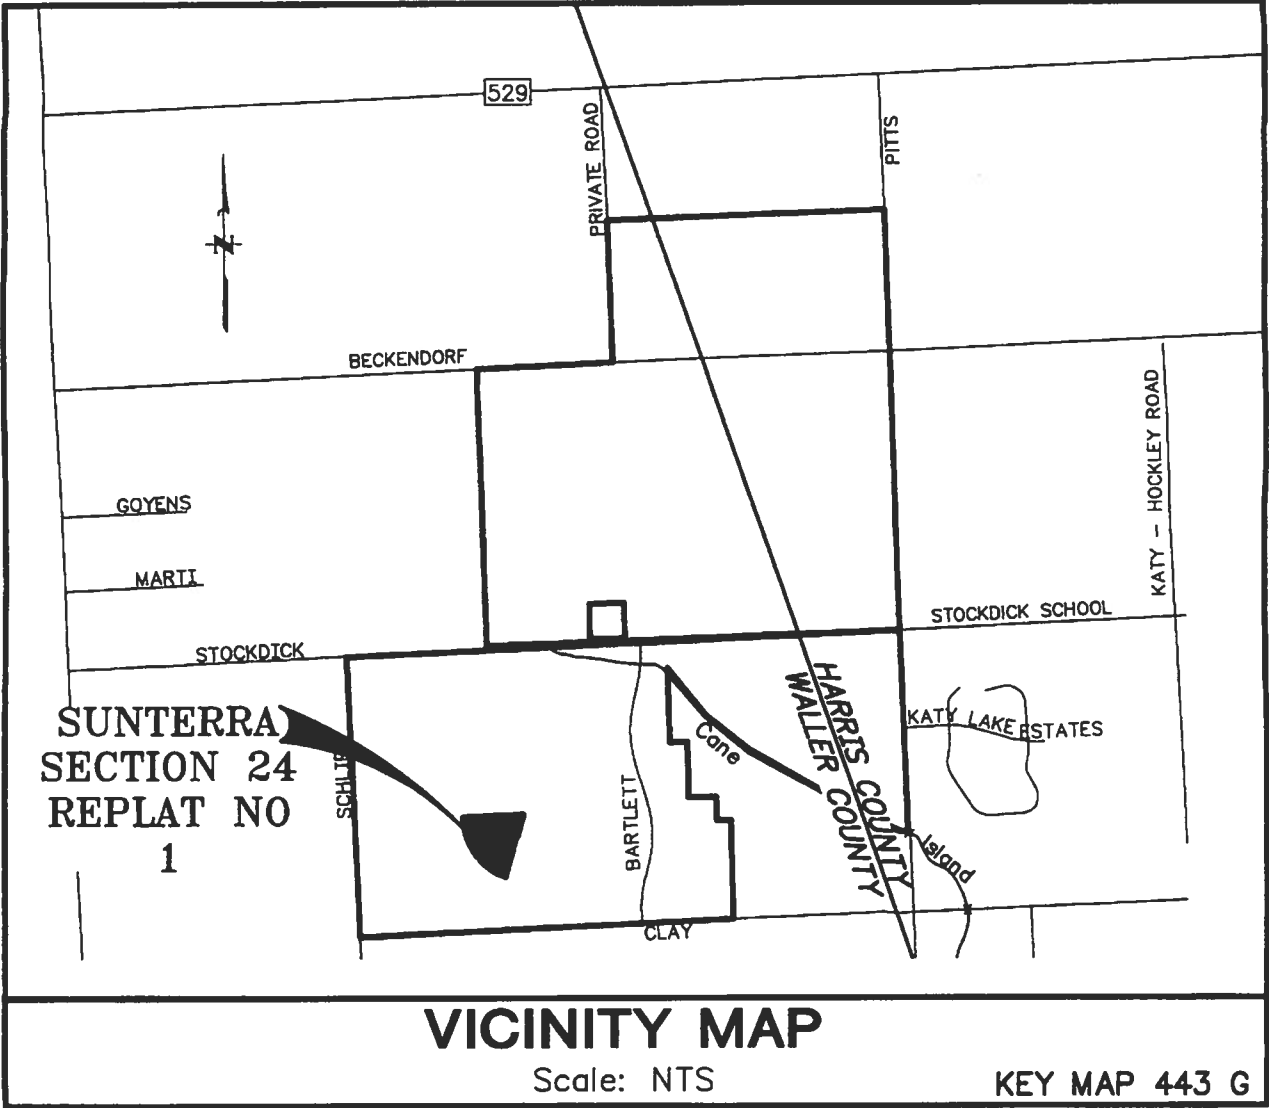 529
PRIVATE ROAD
PITTS
N
BECKENDORF
KATY - HOCKLEY ROAD
GOYENS
MARTI
STOCKDICK SCHOOL
STOCKDICK
HARRIS COUNTY
WALLER COUNTY
SUNTERRA
SECTION 24
REPLAT NO
1
KATY LAKE ESTATES
Cane
BARTLETT
Island
CLAY
VICINITY MAP
Scale: NTS
KEY MAP 443 G